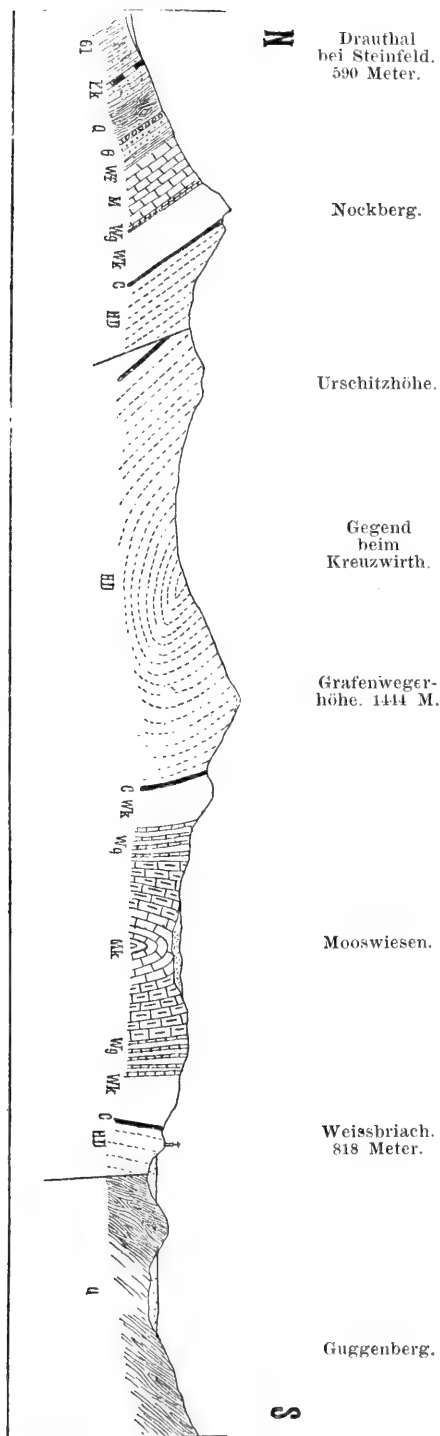 N
Drauthal
bei Steinfeld.
590 Meter.
Nockberg.
Urschitzhöhe.
Gegend
beim
Kreuzwirth.
Grafenweger-
höhe. 1444 M.
Mooswiesen.
Weissbriach.
818 Meter.
Guggenberg.
S
Gl
Kk
Q
G
WF
M
Wg
Wk
C
HD
HD
C
Wk
Wg
Mk
Wg
Wk
C
HD
q